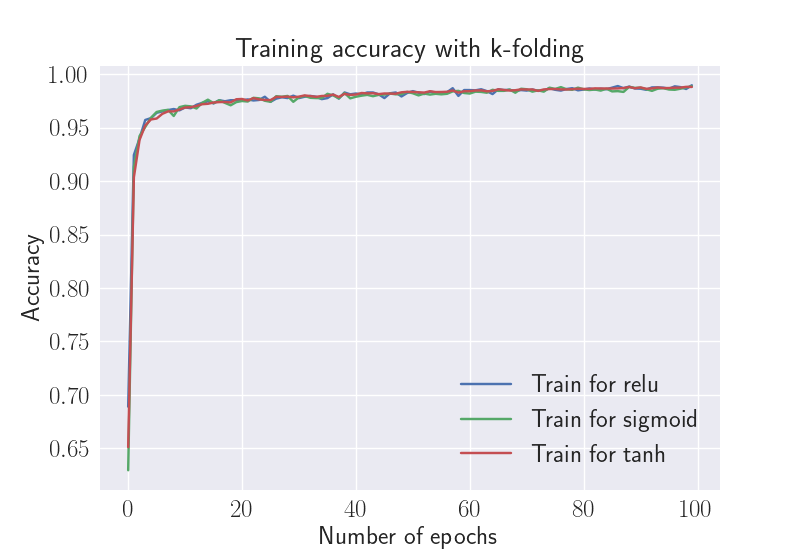 Training accuracy with k-folding
1.00
0.95
0.90
0.85
0.80
0.75
0.70
0.65
Accuracy
Train for relu
Train for sigmoid
Train for tanh
0 20 40 60 80 100
Number of epochs